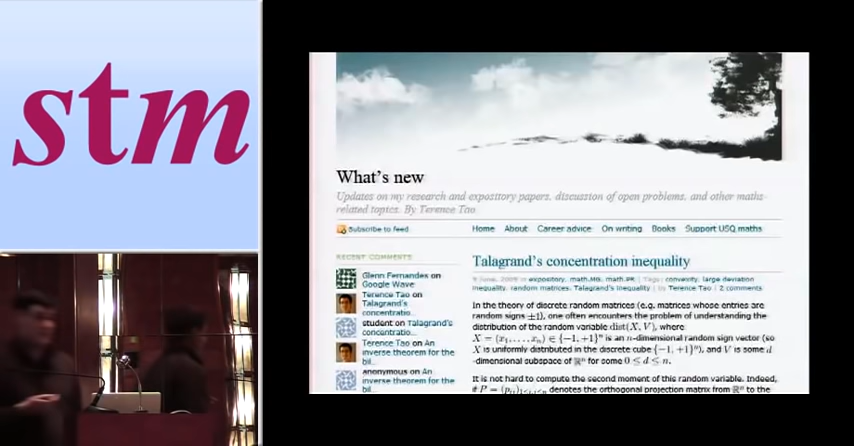 stm
What's new
Updates on my research and expository papers, discussion of open problems, and other maths-
related topics. By Terence Tao
Subscribe to feed
Home About Career advice On writing Books Support USQ maths
RECENT COMMENTS
Glenn Fernandes on
Google Wave
Terence Tao on
Talagrand's
concentratio...
student on Talagrand's
concentratio...
Terence Tao on An
inverse theorem for the
bil...
anonymous on An
inverse theorem for the
bil...
Talagrand's concentration inequality
9 June, 2009 in expository, math.MG, math.PR | Tags: convexity, large deviation
inequality, random matrices, Talagrand's inequality | by Terence Tao | 2 comments
In the theory of discrete random matrices (e.g. matrices whose entries are
random signs ±1), one often encounters the problem of understanding the
distribution of the random variable dist(X, V), where
X = (x₁, . . . , xₙ) ∈ {−1, +1}ⁿ is an n-dimensional random sign vector (so
X is uniformly distributed in the discrete cube {−1, +1}ⁿ), and V is some d
-dimensional subspace of Rⁿ for some 0 ≤ d ≤ n.
It is not hard to compute the second moment of this random variable. Indeed,
if P = (pᵢⱼ)₁≤ᵢ,ⱼ≤ₙ denotes the orthogonal projection matrix from Rⁿ to the